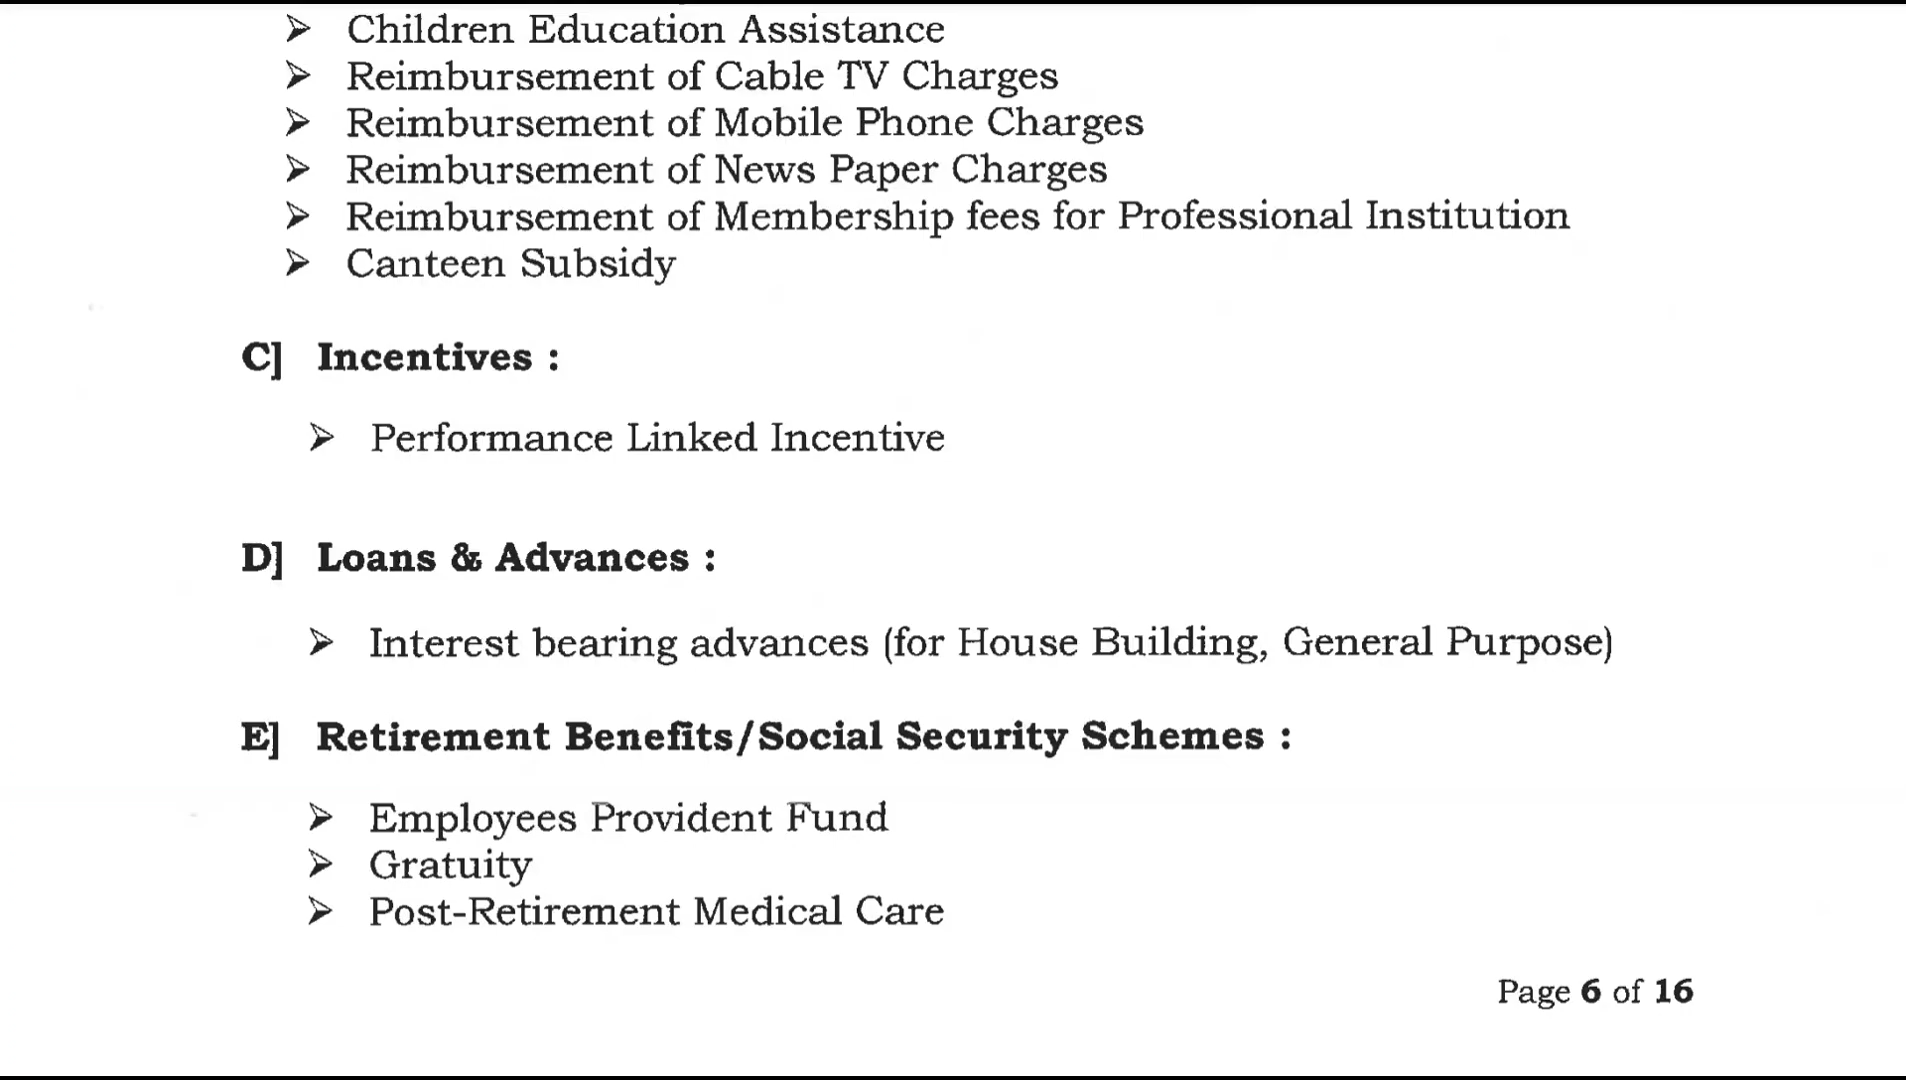 ➢ Children Education Assistance
➢ Reimbursement of Cable TV Charges
➢ Reimbursement of Mobile Phone Charges
➢ Reimbursement of News Paper Charges
➢ Reimbursement of Membership fees for Professional Institution
➢ Canteen Subsidy
C] Incentives :
➢ Performance Linked Incentive
D] Loans & Advances :
➢ Interest bearing advances (for House Building, General Purpose)
E] Retirement Benefits/Social Security Schemes :
➢ Employees Provident Fund
➢ Gratuity
➢ Post-Retirement Medical Care
Page 6 of 16